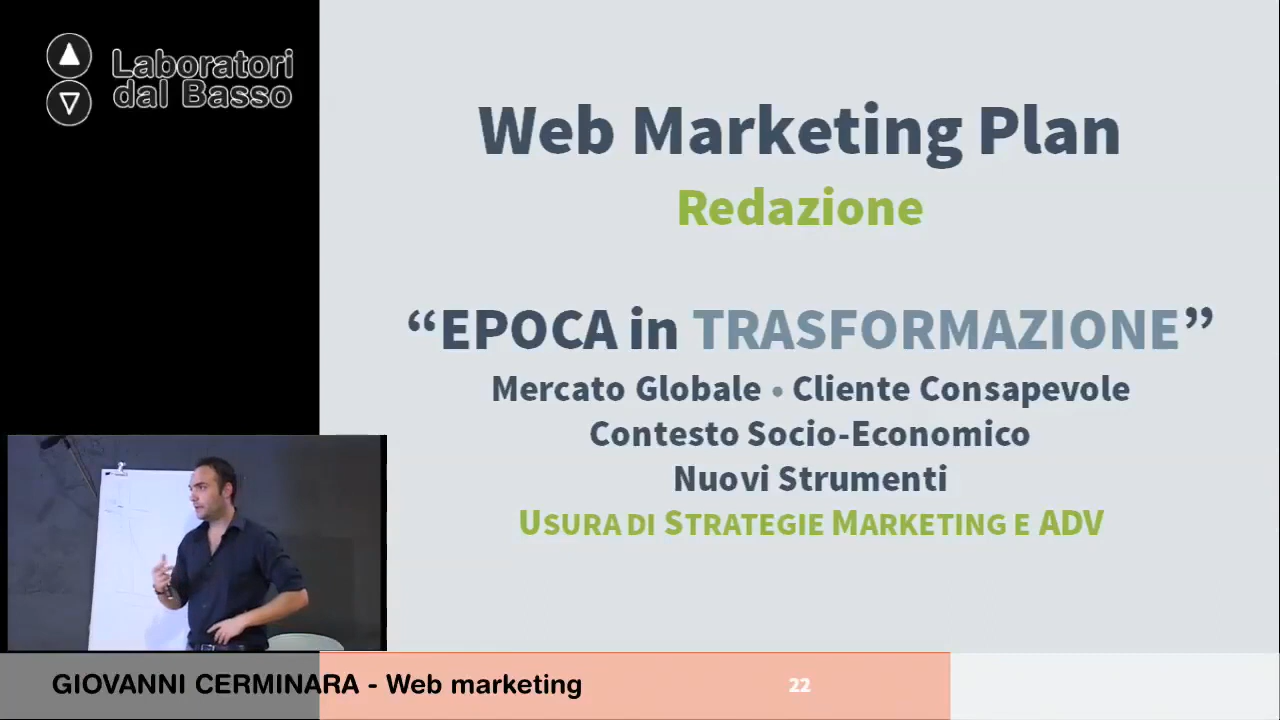 Laboratori
dal Basso
Web Marketing Plan
Redazione
“EPOCA in TRASFORMAZIONE”
Mercato Globale • Cliente Consapevole
Contesto Socio-Economico
Nuovi Strumenti
USURA DI STRATEGIE MARKETING E ADV
GIOVANNI CERMINARA - Web marketing
22